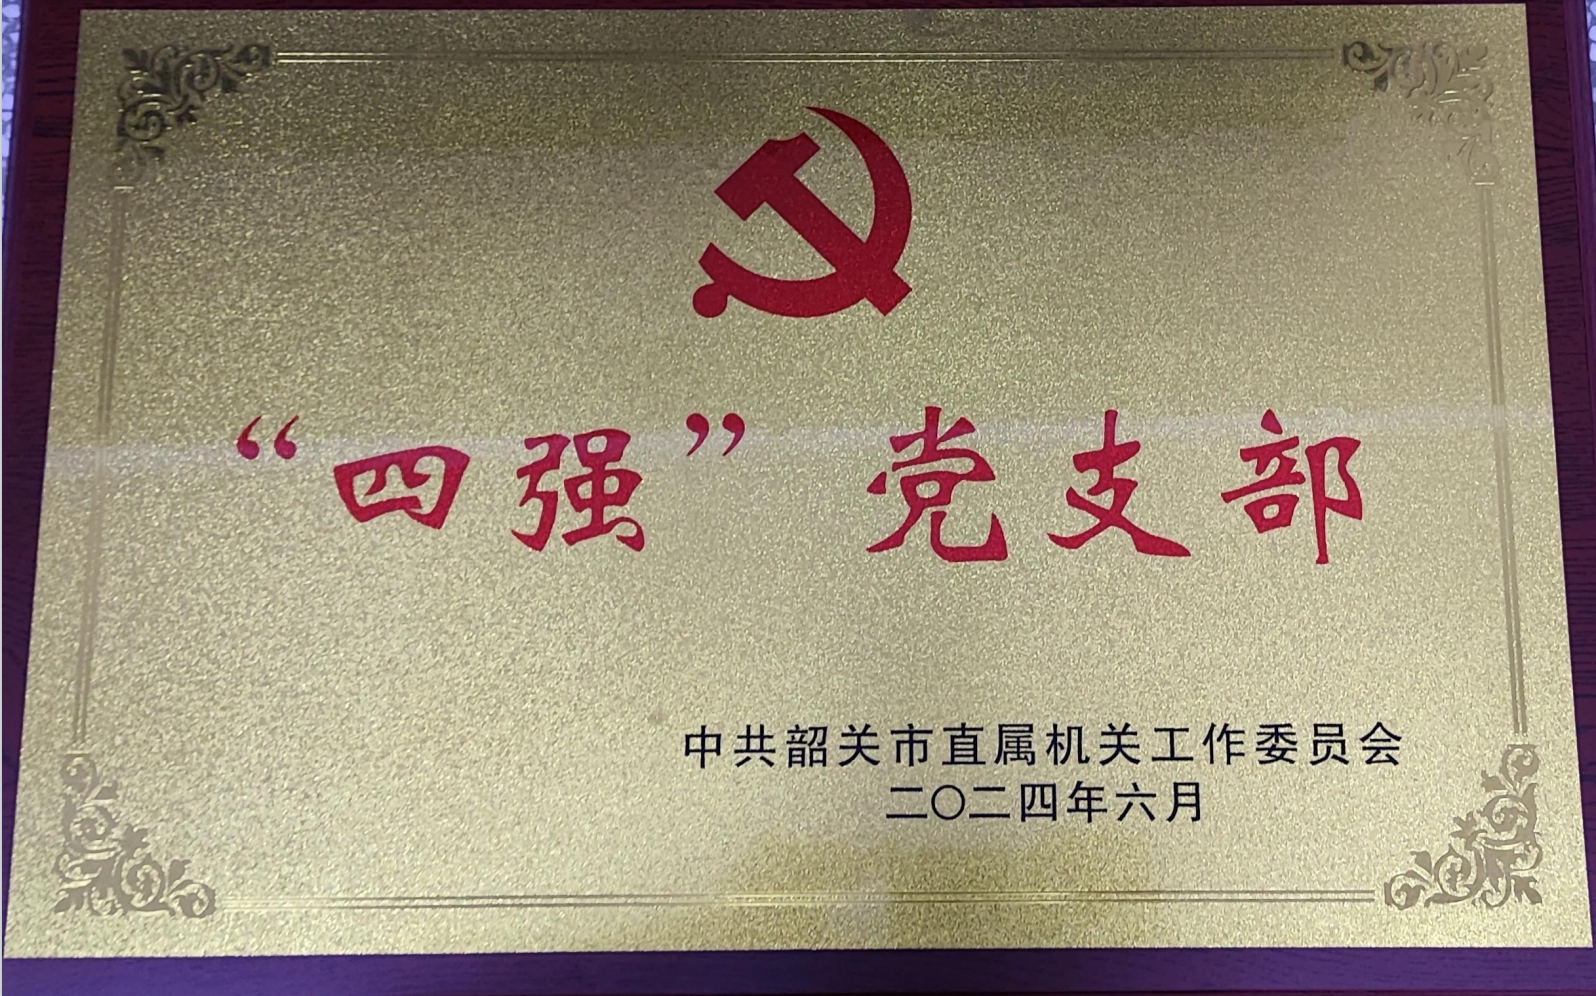 “四强”党支部
中共韶关市直属机关工作委员会
二〇二四年六月